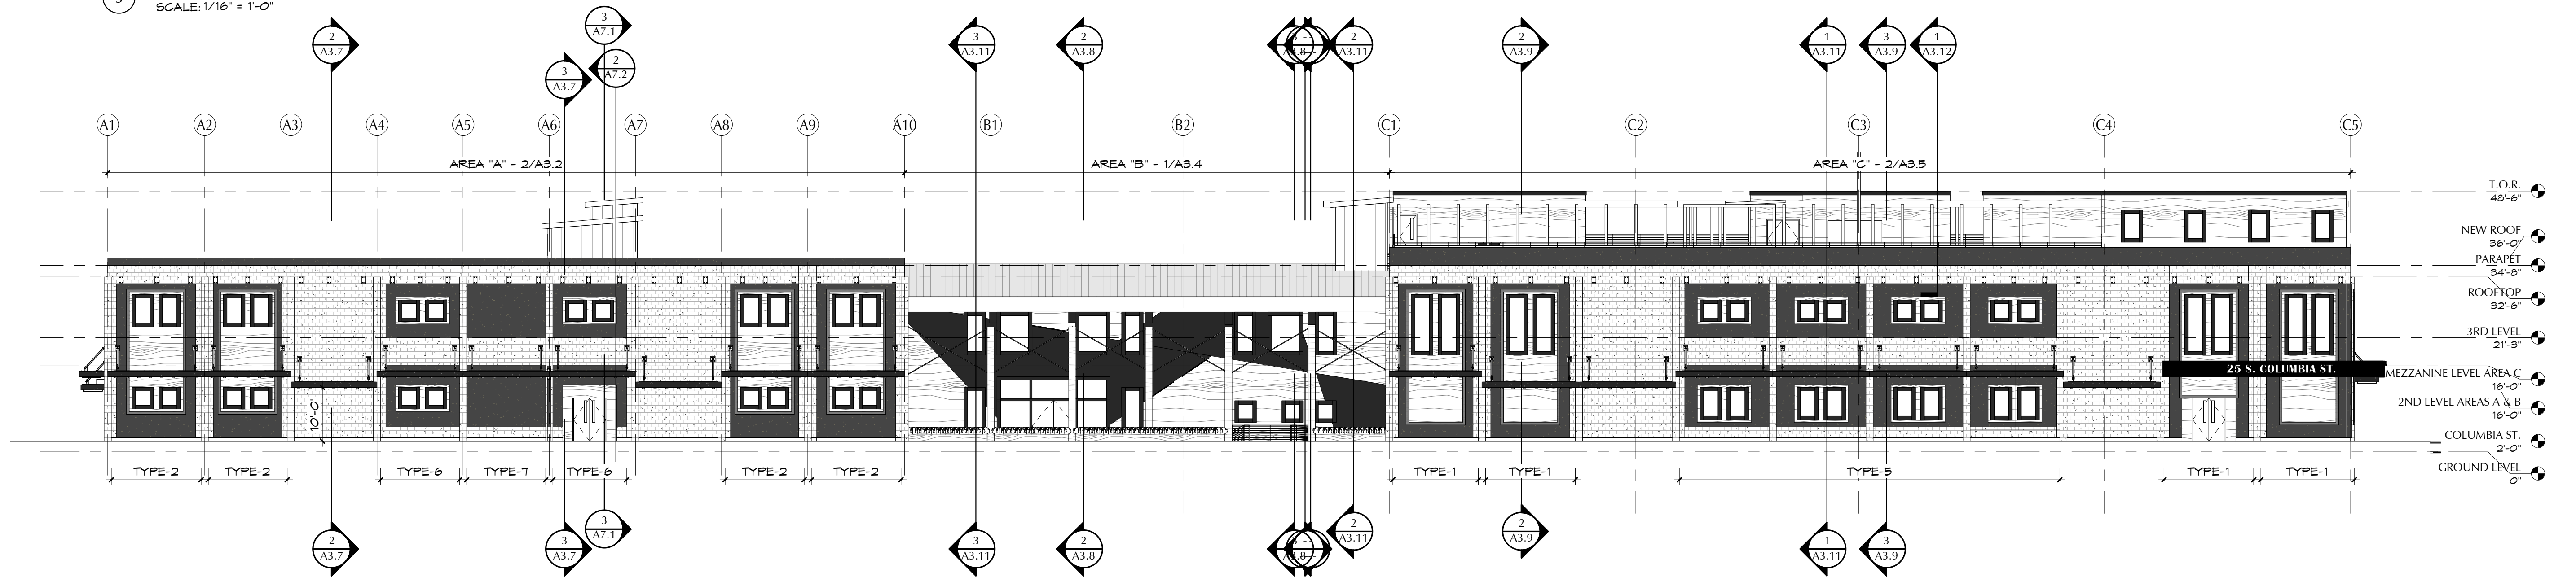 3
SCALE: 1/16" = 1'-0"
3
A7.1
2
A3.7
3
A3.11
2
A3.8
A3.8
2
A3.11
2
A3.9
1
A3.11
3
A3.9
1
A3.12
2
A7.2
3
A3.7
A1
A2
A3
A4
A5
A6
A7
A8
A9
A10
B1
B2
C1
C2
C3
C4
C5
AREA "A" - 2/A3.2
AREA "B" - 1/A3.4
AREA "C" - 2/A3.5
T.O.R.
48'-6"
NEW ROOF
36'-0"
PARAPET
34'-8"
ROOFTOP
32'-6"
3RD LEVEL
21'-3"
25 S. COLUMBIA ST.
MEZZANINE LEVEL AREA C
16'-0"
2ND LEVEL AREAS A & B
16'-0"
10'-0"
COLUMBIA ST.
2'-0"
GROUND LEVEL
0"
TYPE-2
TYPE-2
TYPE-6
TYPE-7
TYPE-6
TYPE-2
TYPE-2
TYPE-1
TYPE-1
TYPE-5
TYPE-1
TYPE-1
3
A7.1
2
A3.11
2
A3.9
2
A3.7
3
A3.7
3
A3.11
2
A3.8
A3.8
1
A3.11
3
A3.9